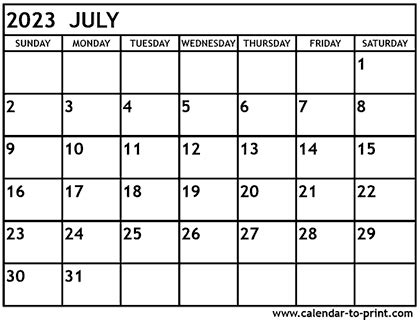 2023 JULY
SUNDAY MONDAY TUESDAY WEDNESDAY THURSDAY FRIDAY SATURDAY
1
2 3 4 5 6 7 8
9 10 11 12 13 14 15
16 17 18 19 20 21 22
23 24 25 26 27 28 29
30 31
www.calendar-to-print.com